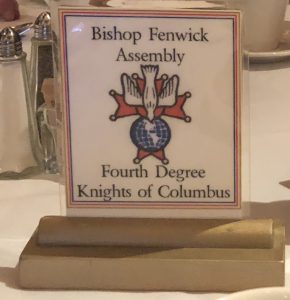 Bishop Fenwick
Assembly
Fourth Degree
Knights of Columbus